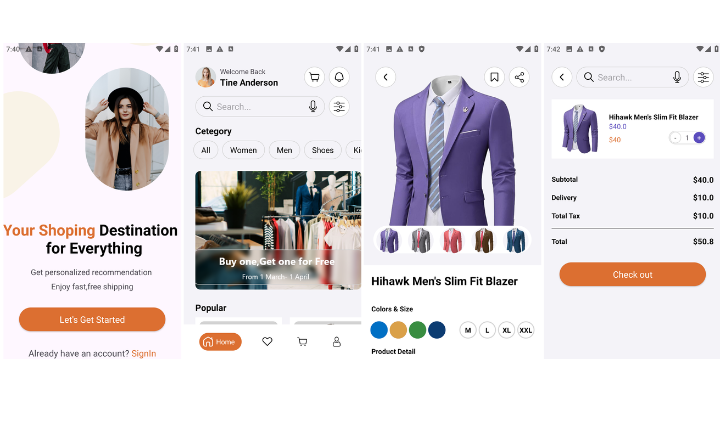 7:40
Your Shoping Destination
for Everything
Get personalized recommendation
Enjoy fast,free shipping
Let's Get Started
Already have an account? SignIn
7:41
Welcome Back
Tine Anderson
Search...
Cetegory
All
Women
Men
Shoes
Ki
Buy one,Get one for Free
From 1 March- 1 April
Popular
Home
7:41
Hihawk Men's Slim Fit Blazer
Colors & Size
M
L
XL
XXL
Product Detail
7:42
Search...
Hihawk Men's Slim Fit Blazer
$40.0
$40
- 1 +
Subtotal $40.0
Delivery $10.0
Total Tax $10.0
Total $50.8
Check out